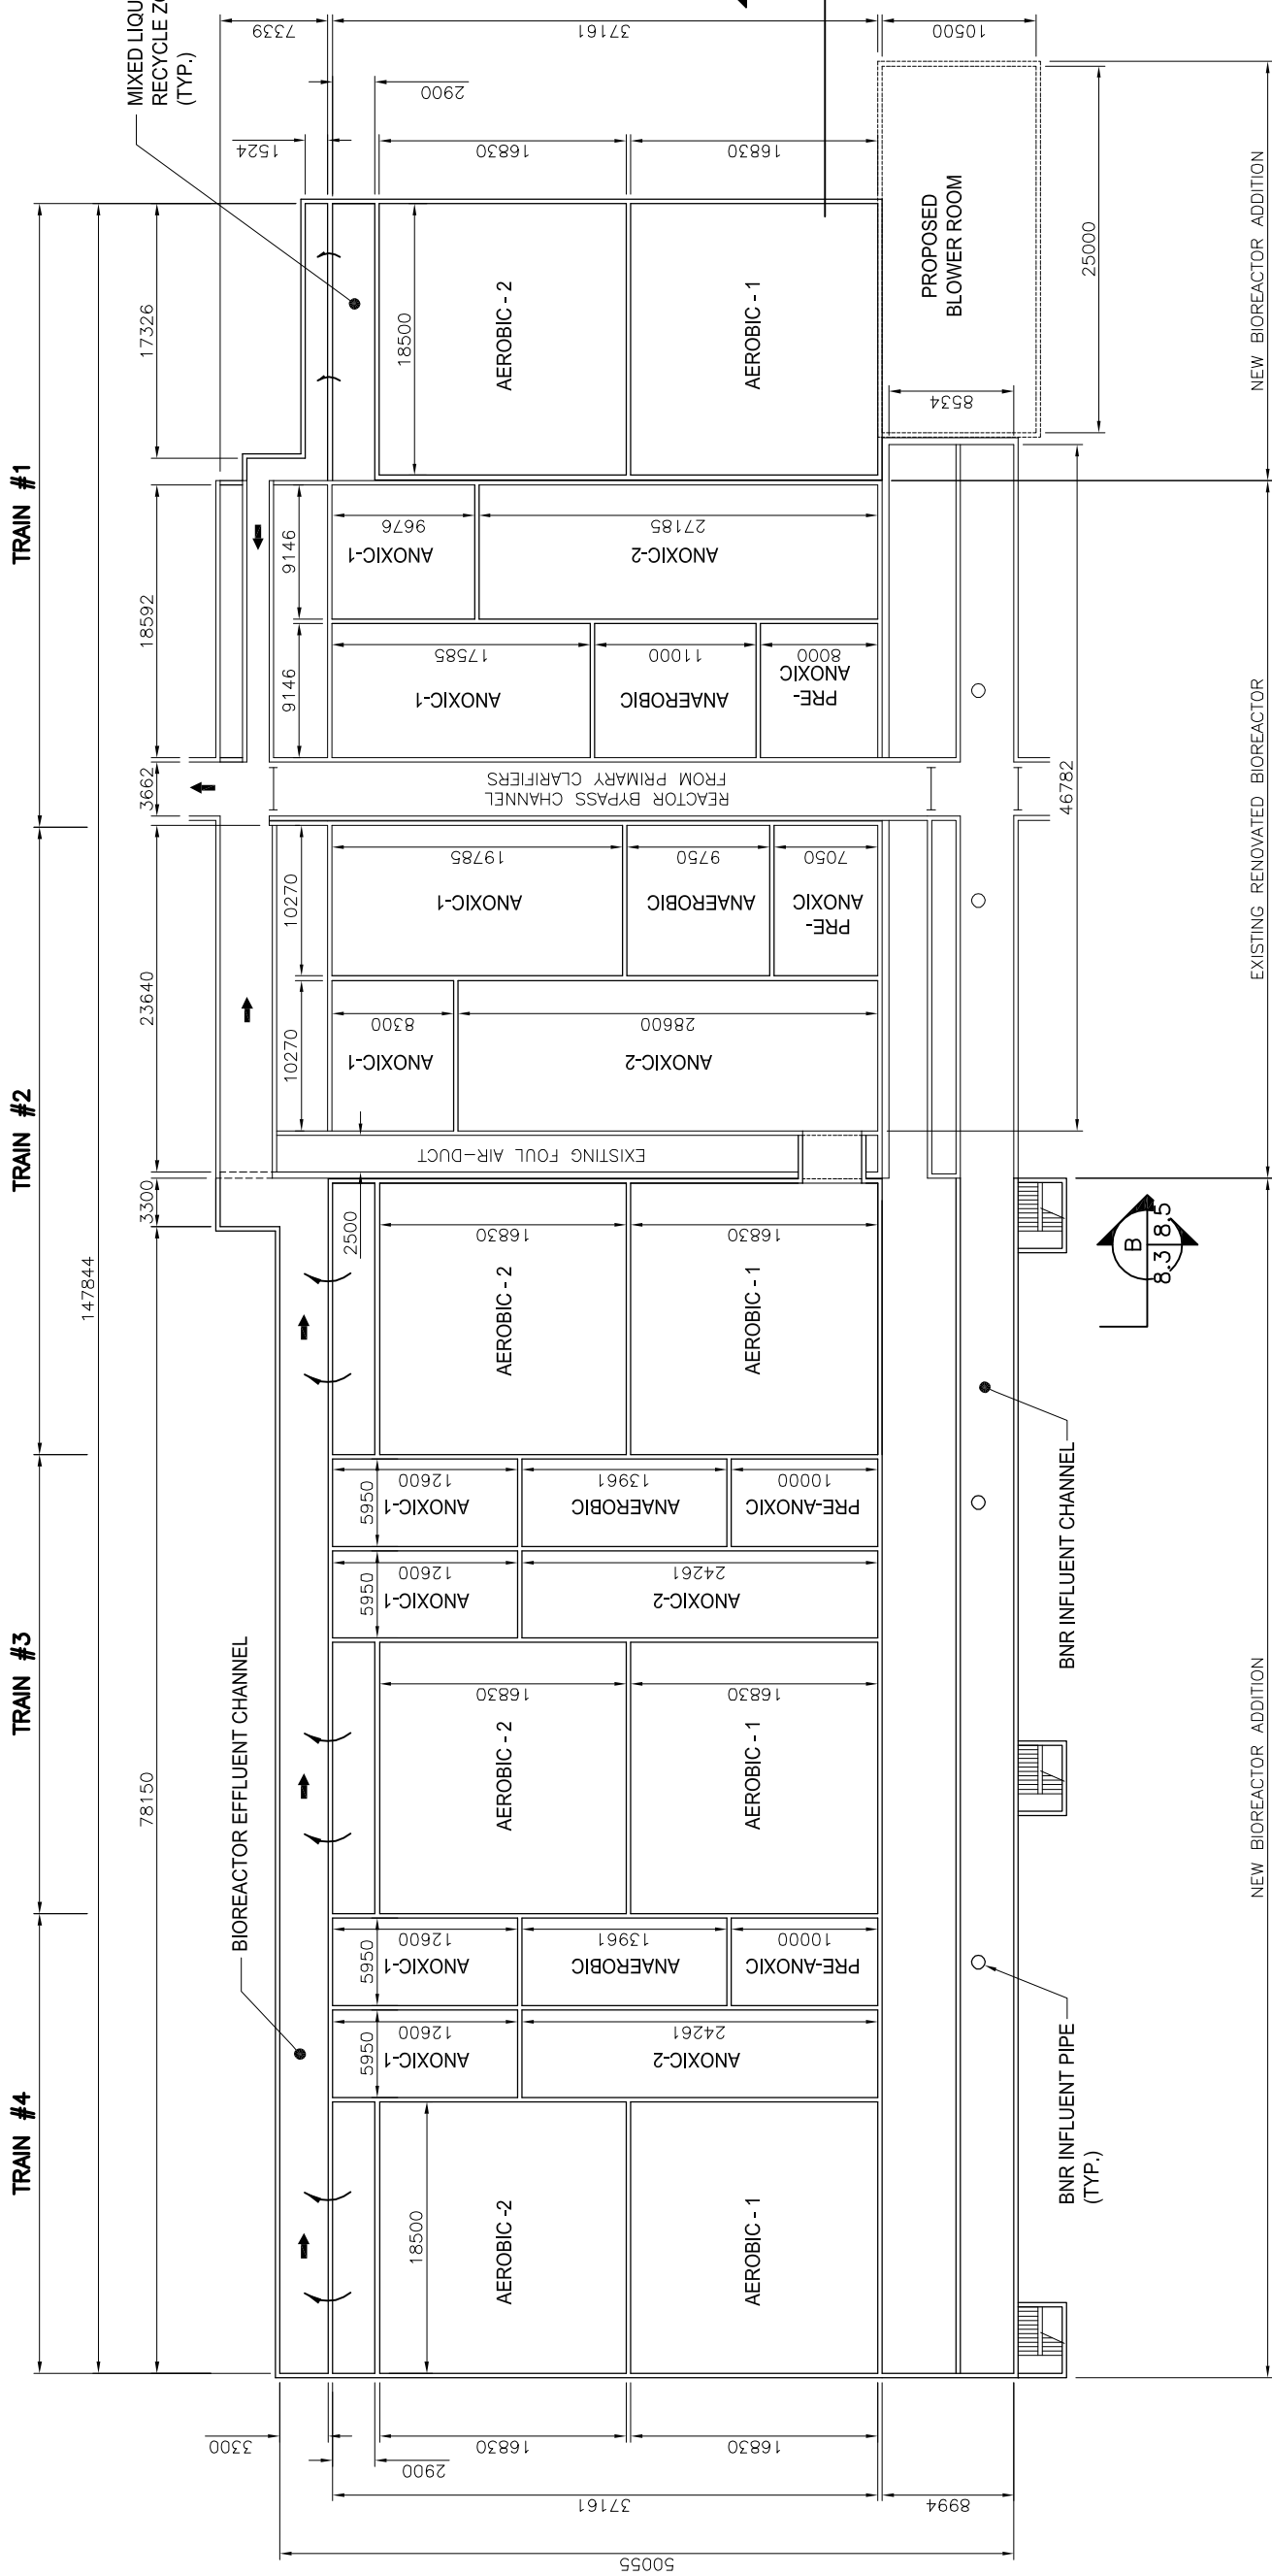 TRAIN #4
TRAIN #3
TRAIN #2
TRAIN #1
147844
78150
3300
23640
3662
18592
17326
MIXED LIQU
RECYCLE ZO
(TYP.)
BIOREACTOR EFFLUENT CHANNEL
7339
1524
37161
2900
16830
16830
10500
3300
2900
16830
16830
37161
8994
50055
18500
AEROBIC -2
AEROBIC - 1
5950
12600
ANOXIC-1
24261
ANOXIC-2
5950
12600
ANOXIC-1
13961
ANAEROBIC
10000
PRE-ANOXIC
16830
AEROBIC - 2
16830
AEROBIC - 1
5950
12600
ANOXIC-1
24261
ANOXIC-2
5950
12600
ANOXIC-1
13961
ANAEROBIC
10000
PRE-ANOXIC
2500
16830
AEROBIC - 2
16830
AEROBIC - 1
EXISTING FOUL AIR-DUCT
10270
8300
ANOXIC-1
28600
ANOXIC-2
10270
19785
ANOXIC-1
9750
ANAEROBIC
7050
PRE-
ANOXIC
REACTOR BYPASS CHANNEL
FROM PRIMARY CLARIFIERS
9146
17585
ANOXIC-1
11000
ANAEROBIC
8000
PRE-
ANOXIC
9146
9676
ANOXIC-1
27185
ANOXIC-2
18500
AEROBIC - 2
AEROBIC - 1
PROPOSED
BLOWER ROOM
8534
25000
46782
BNR INFLUENT PIPE
(TYP.)
BNR INFLUENT CHANNEL
B
8.3 8.5
NEW BIOREACTOR ADDITION
EXISTING RENOVATED BIOREACTOR
NEW BIOREACTOR ADDITION